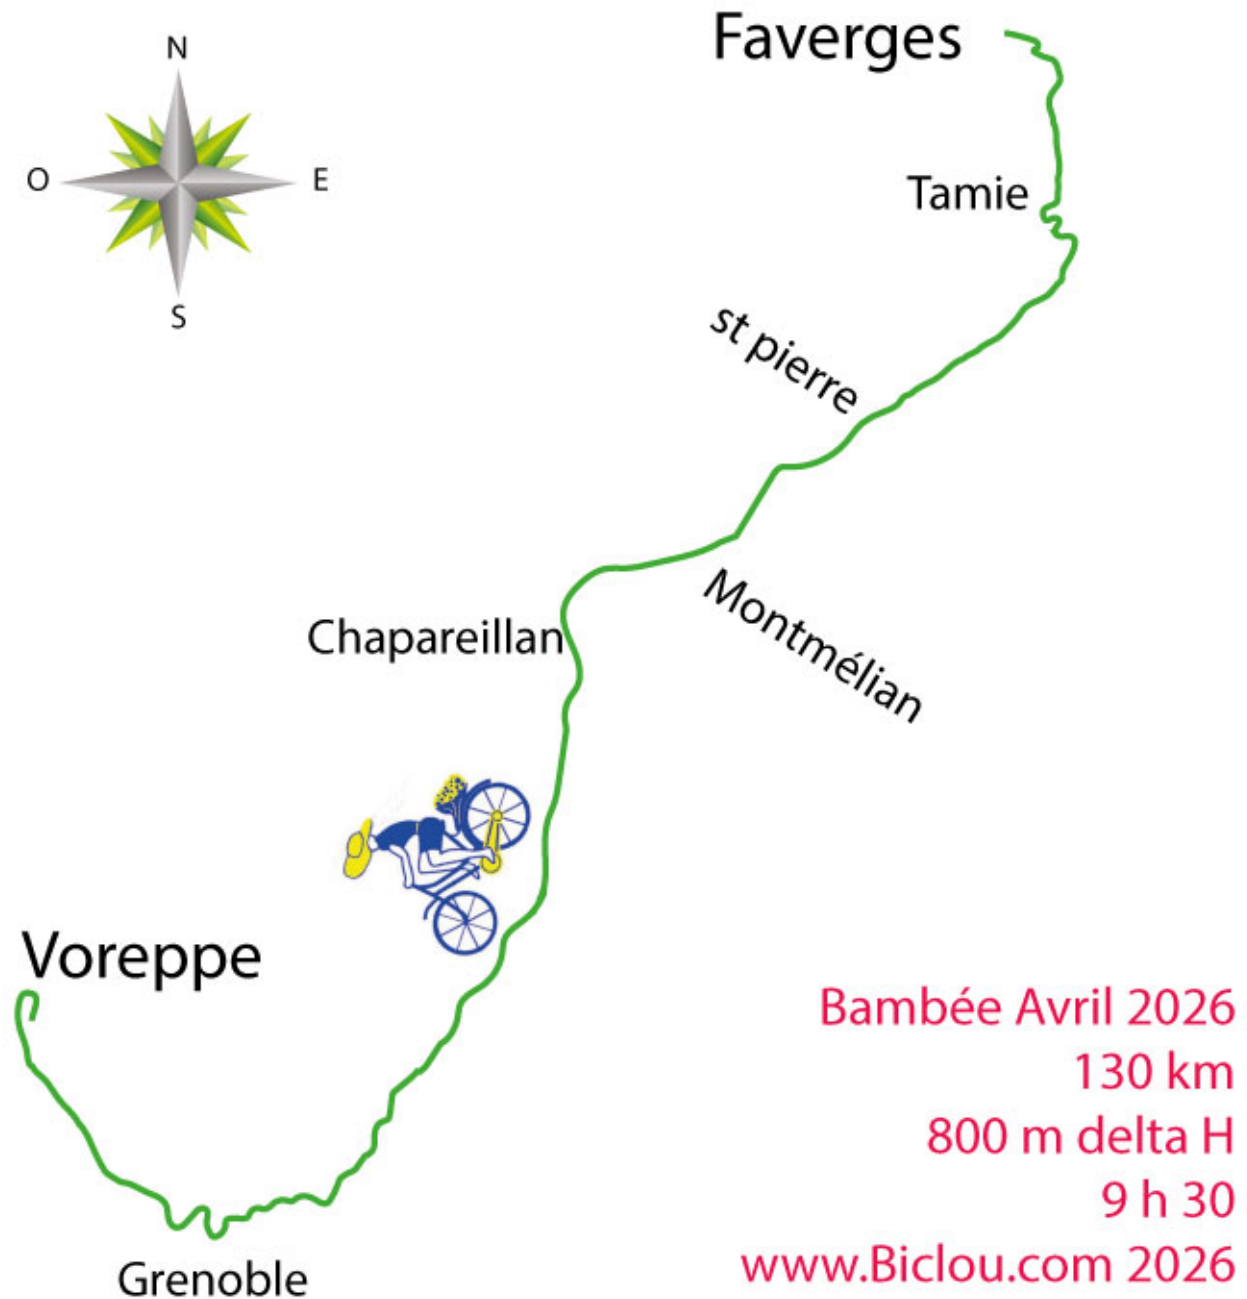 Faverges
N
O
E
S
Tamie
st pierre
Montmélian
Chapareillan
Voreppe
Grenoble
Bambée Avril 2026
130 km
800 m delta H
9 h 30
www.Biclou.com 2026